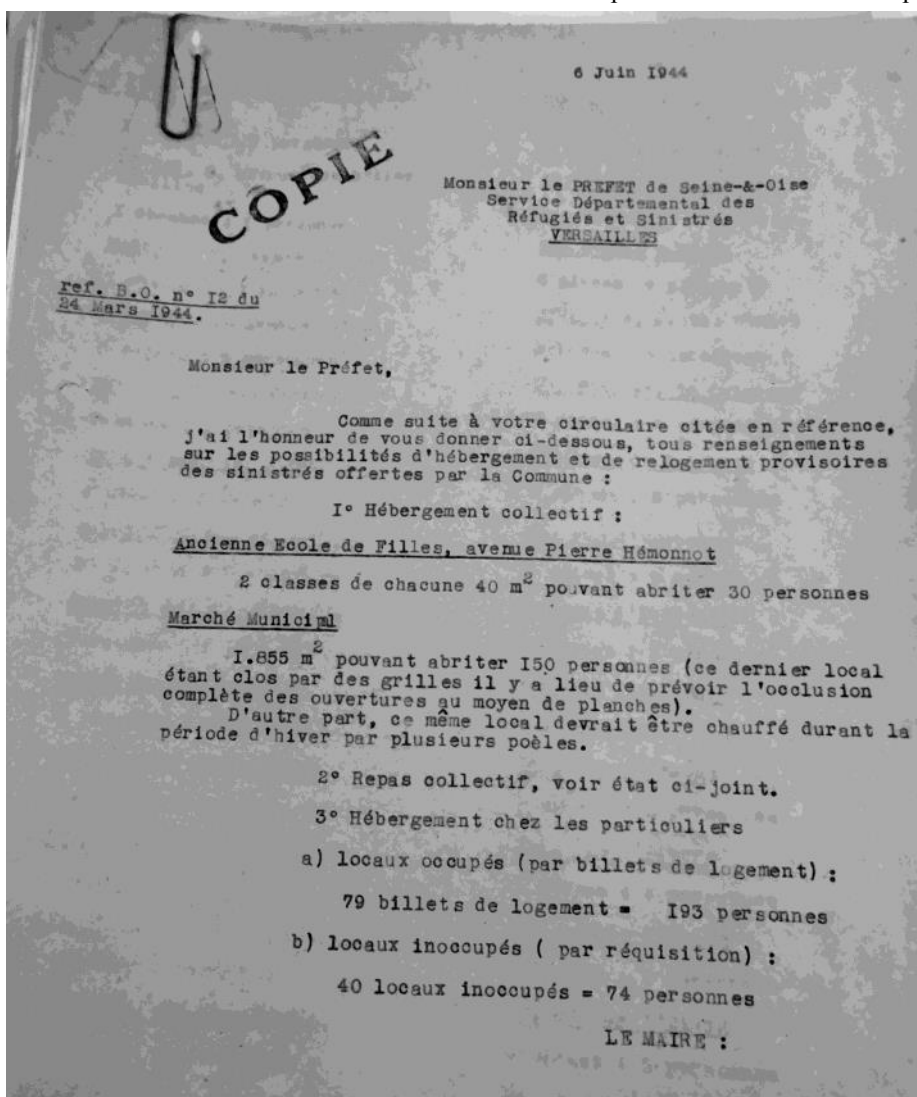 6 Juin I944
COPIE
Monsieur le PREFET de Seine-&-Oise
Service Départemental des
Réfugiés et Sinistrés
VERSAILLES
ref. B.O. n° I2 du
24 Mars I944.
Monsieur le Préfet,
Comme suite à votre circulaire citée en référence,
j'ai l'honneur de vous donner ci-dessous, tous renseignements
sur les possibilités d'hébergement et de relogement provisoires
des sinistrés offertes par la Commune :
I° Hébergement collectif :
Ancienne Ecole de Filles, avenue Pierre Hémonnot
2 classes de chacune 40 m² pouvant abriter 30 personnes
Marché Municipal
I.855 m² pouvant abriter I50 personnes (ce dernier local
étant clos par des grilles il y a lieu de prévoir l'occlusion
complète des ouvertures au moyen de planches).
D'autre part, ce même local devrait être chauffé durant la
période d'hiver par plusieurs poèles.
2° Repas collectif, voir état ci-joint.
3° Hébergement chez les particuliers
a) locaux occupés (par billets de logement) :
79 billets de logement = I93 personnes
b) locaux inoccupés ( par réquisition) :
40 locaux inoccupés = 74 personnes
LE MAIRE :